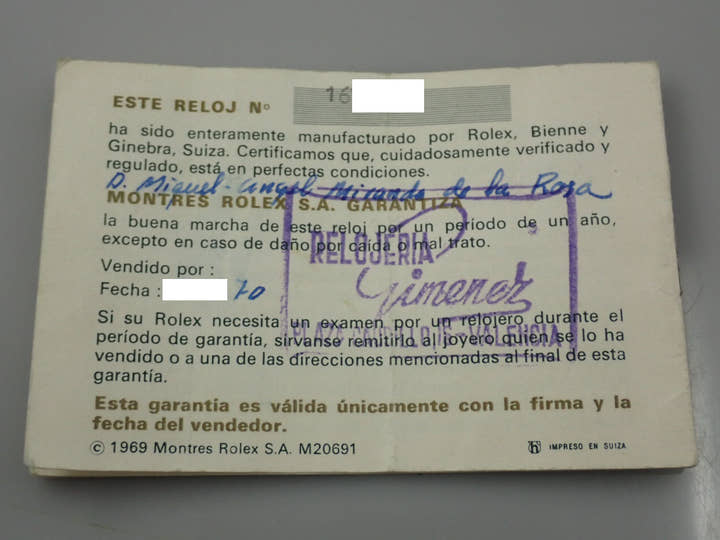 ESTE RELOJ Nº 16
ha sido enteramente manufacturado por Rolex, Bienne y
Ginebra, Suiza. Certificamos que, cuidadosamente verificado y
regulado, está en perfectas condiciones.
D. Miguel-Angel Miranda de la Rosa
MONTRES ROLEX S.A. GARANTIZA
la buena marcha de este reloj por un período de un año,
excepto en caso de daño por caída o mal trato.
RELOJERIA
Vendido por :
Gimenez
Fecha : 70
PLAZA CAUDILLO, 5 - VALENCIA
Si su Rolex necesita un examen por un relojero durante el
período de garantía, sírvanse remitirlo al joyero quien se lo ha
vendido o a una de las direcciones mencionadas al final de esta
garantía.
Esta garantía es válida únicamente con la firma y la
fecha del vendedor.
© 1969 Montres Rolex S.A. M20691
IMPRESO EN SUIZA